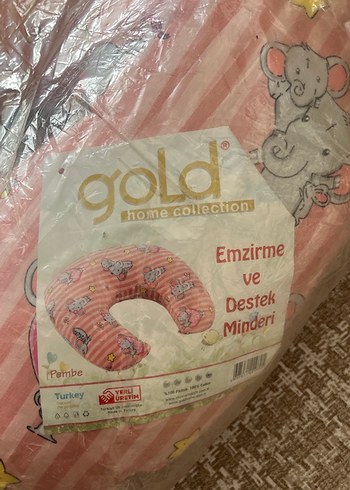 goLd®
home collection
Emzirme
ve
Destek
Minderi
Pembe
Turkey
YERLİ
ÜRETİM